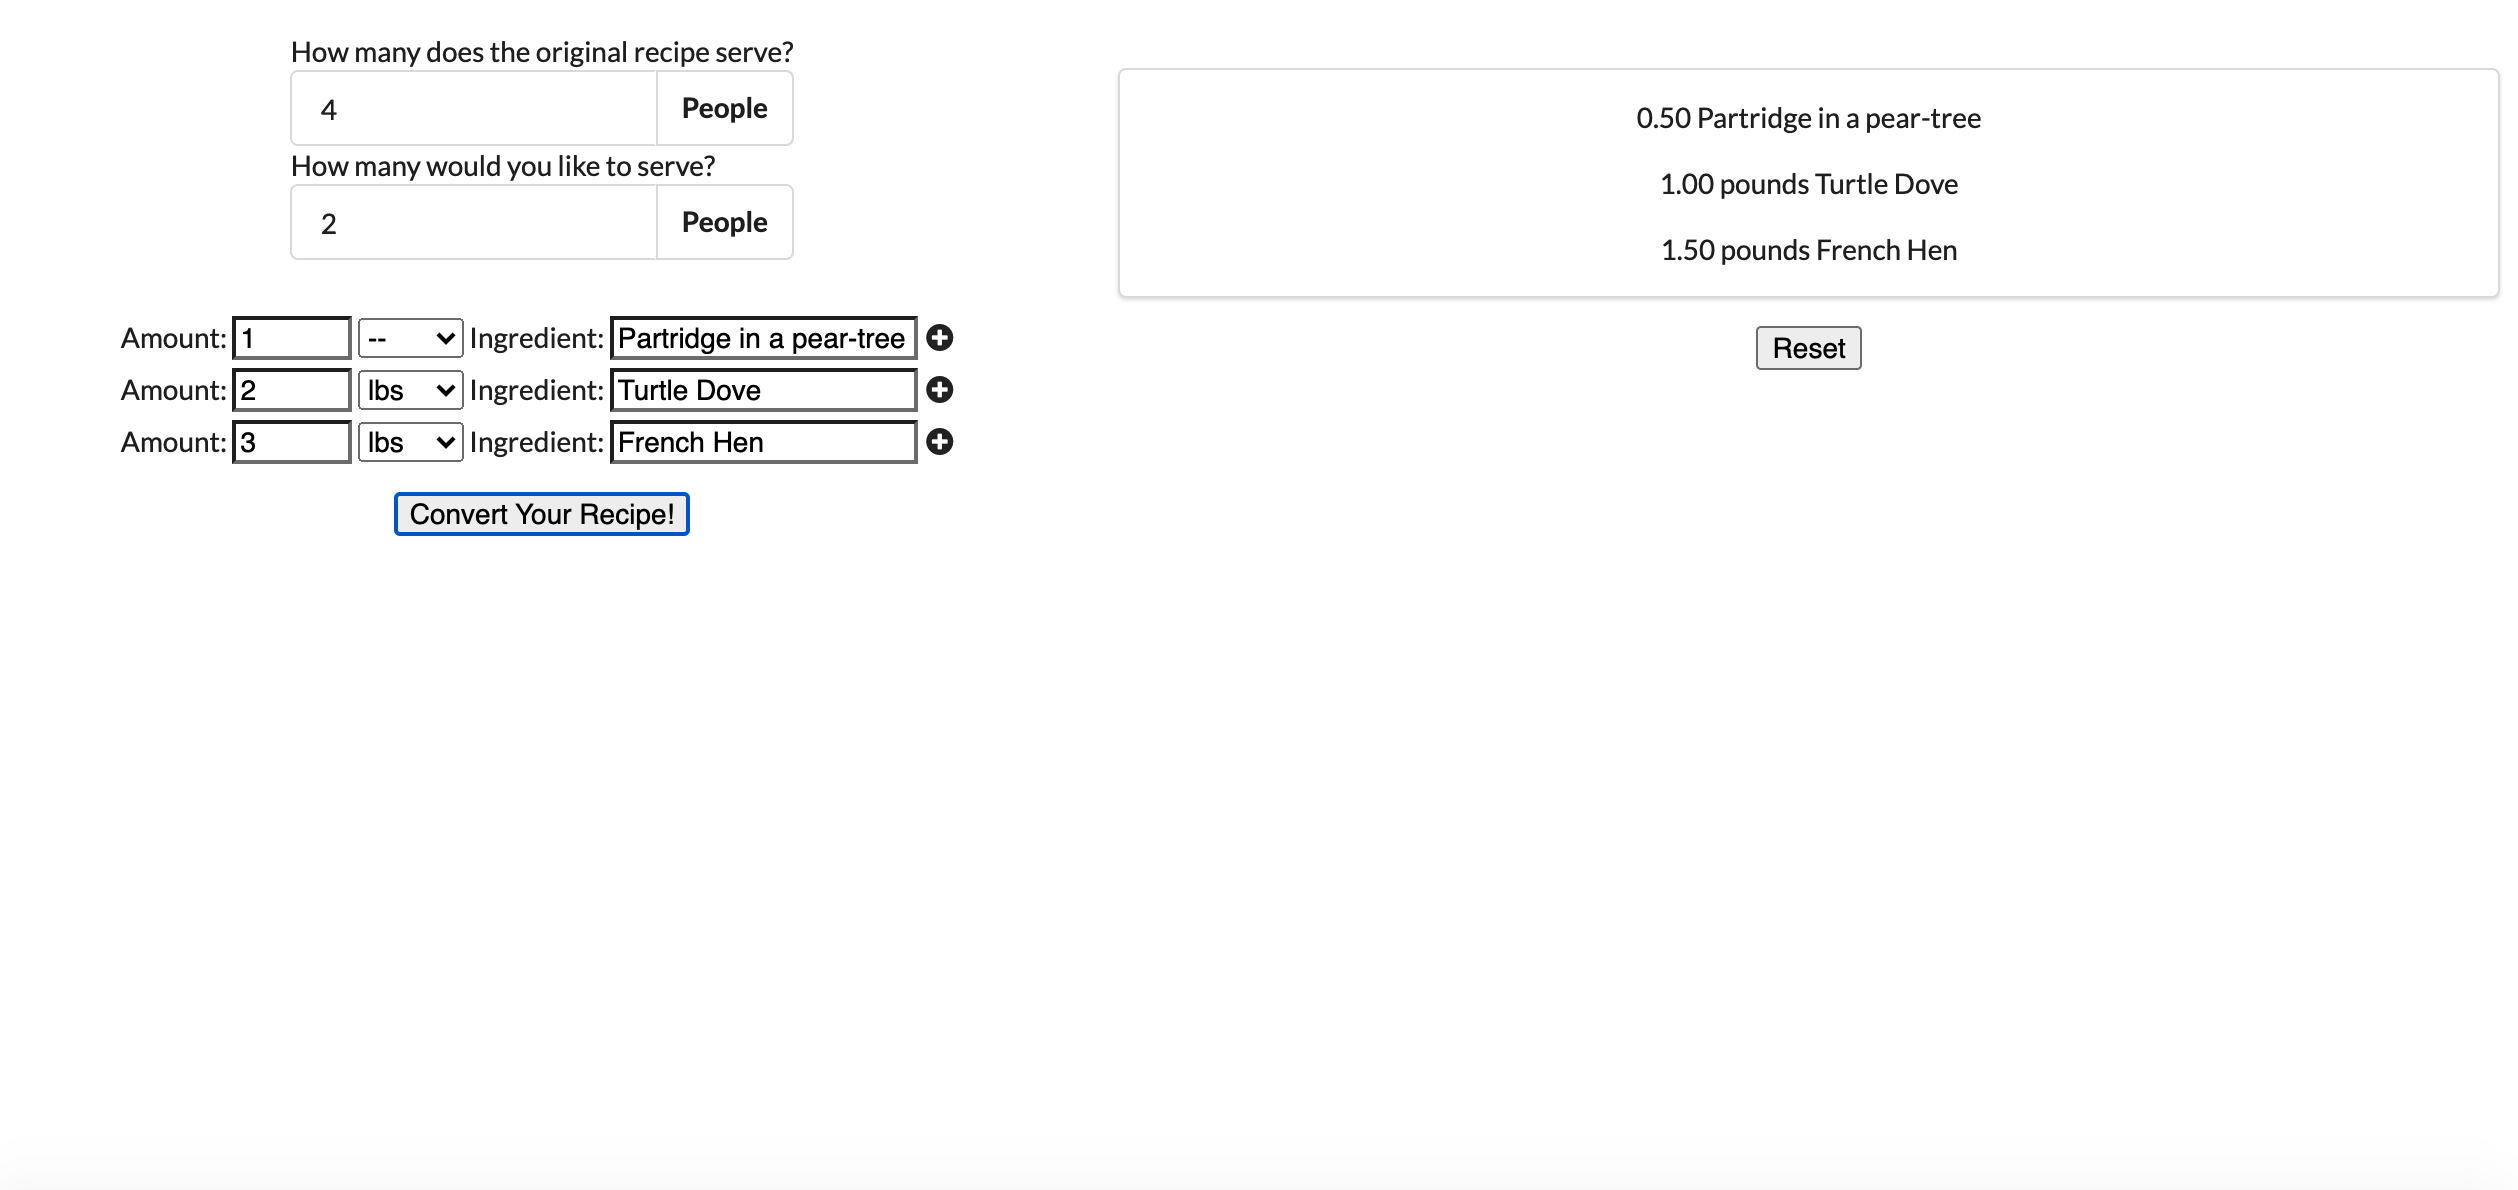 How many does the original recipe serve?
4 People
How many would you like to serve?
2 People
Amount: 1 -- Ingredient: Partridge in a pear-tree
Amount: 2 lbs Ingredient: Turtle Dove
Amount: 3 lbs Ingredient: French Hen
Convert Your Recipe!
0.50 Partridge in a pear-tree
1.00 pounds Turtle Dove
1.50 pounds French Hen
Reset